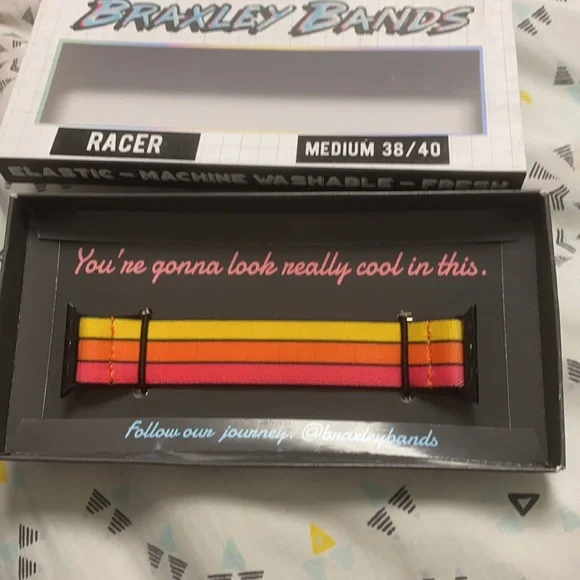 BRAXLEY BANDS
RACER
MEDIUM 38/40
ELASTIC - MACHINE WASHABLE - FRESH
You're gonna look really cool in this.
Follow our journey. @braxleybands